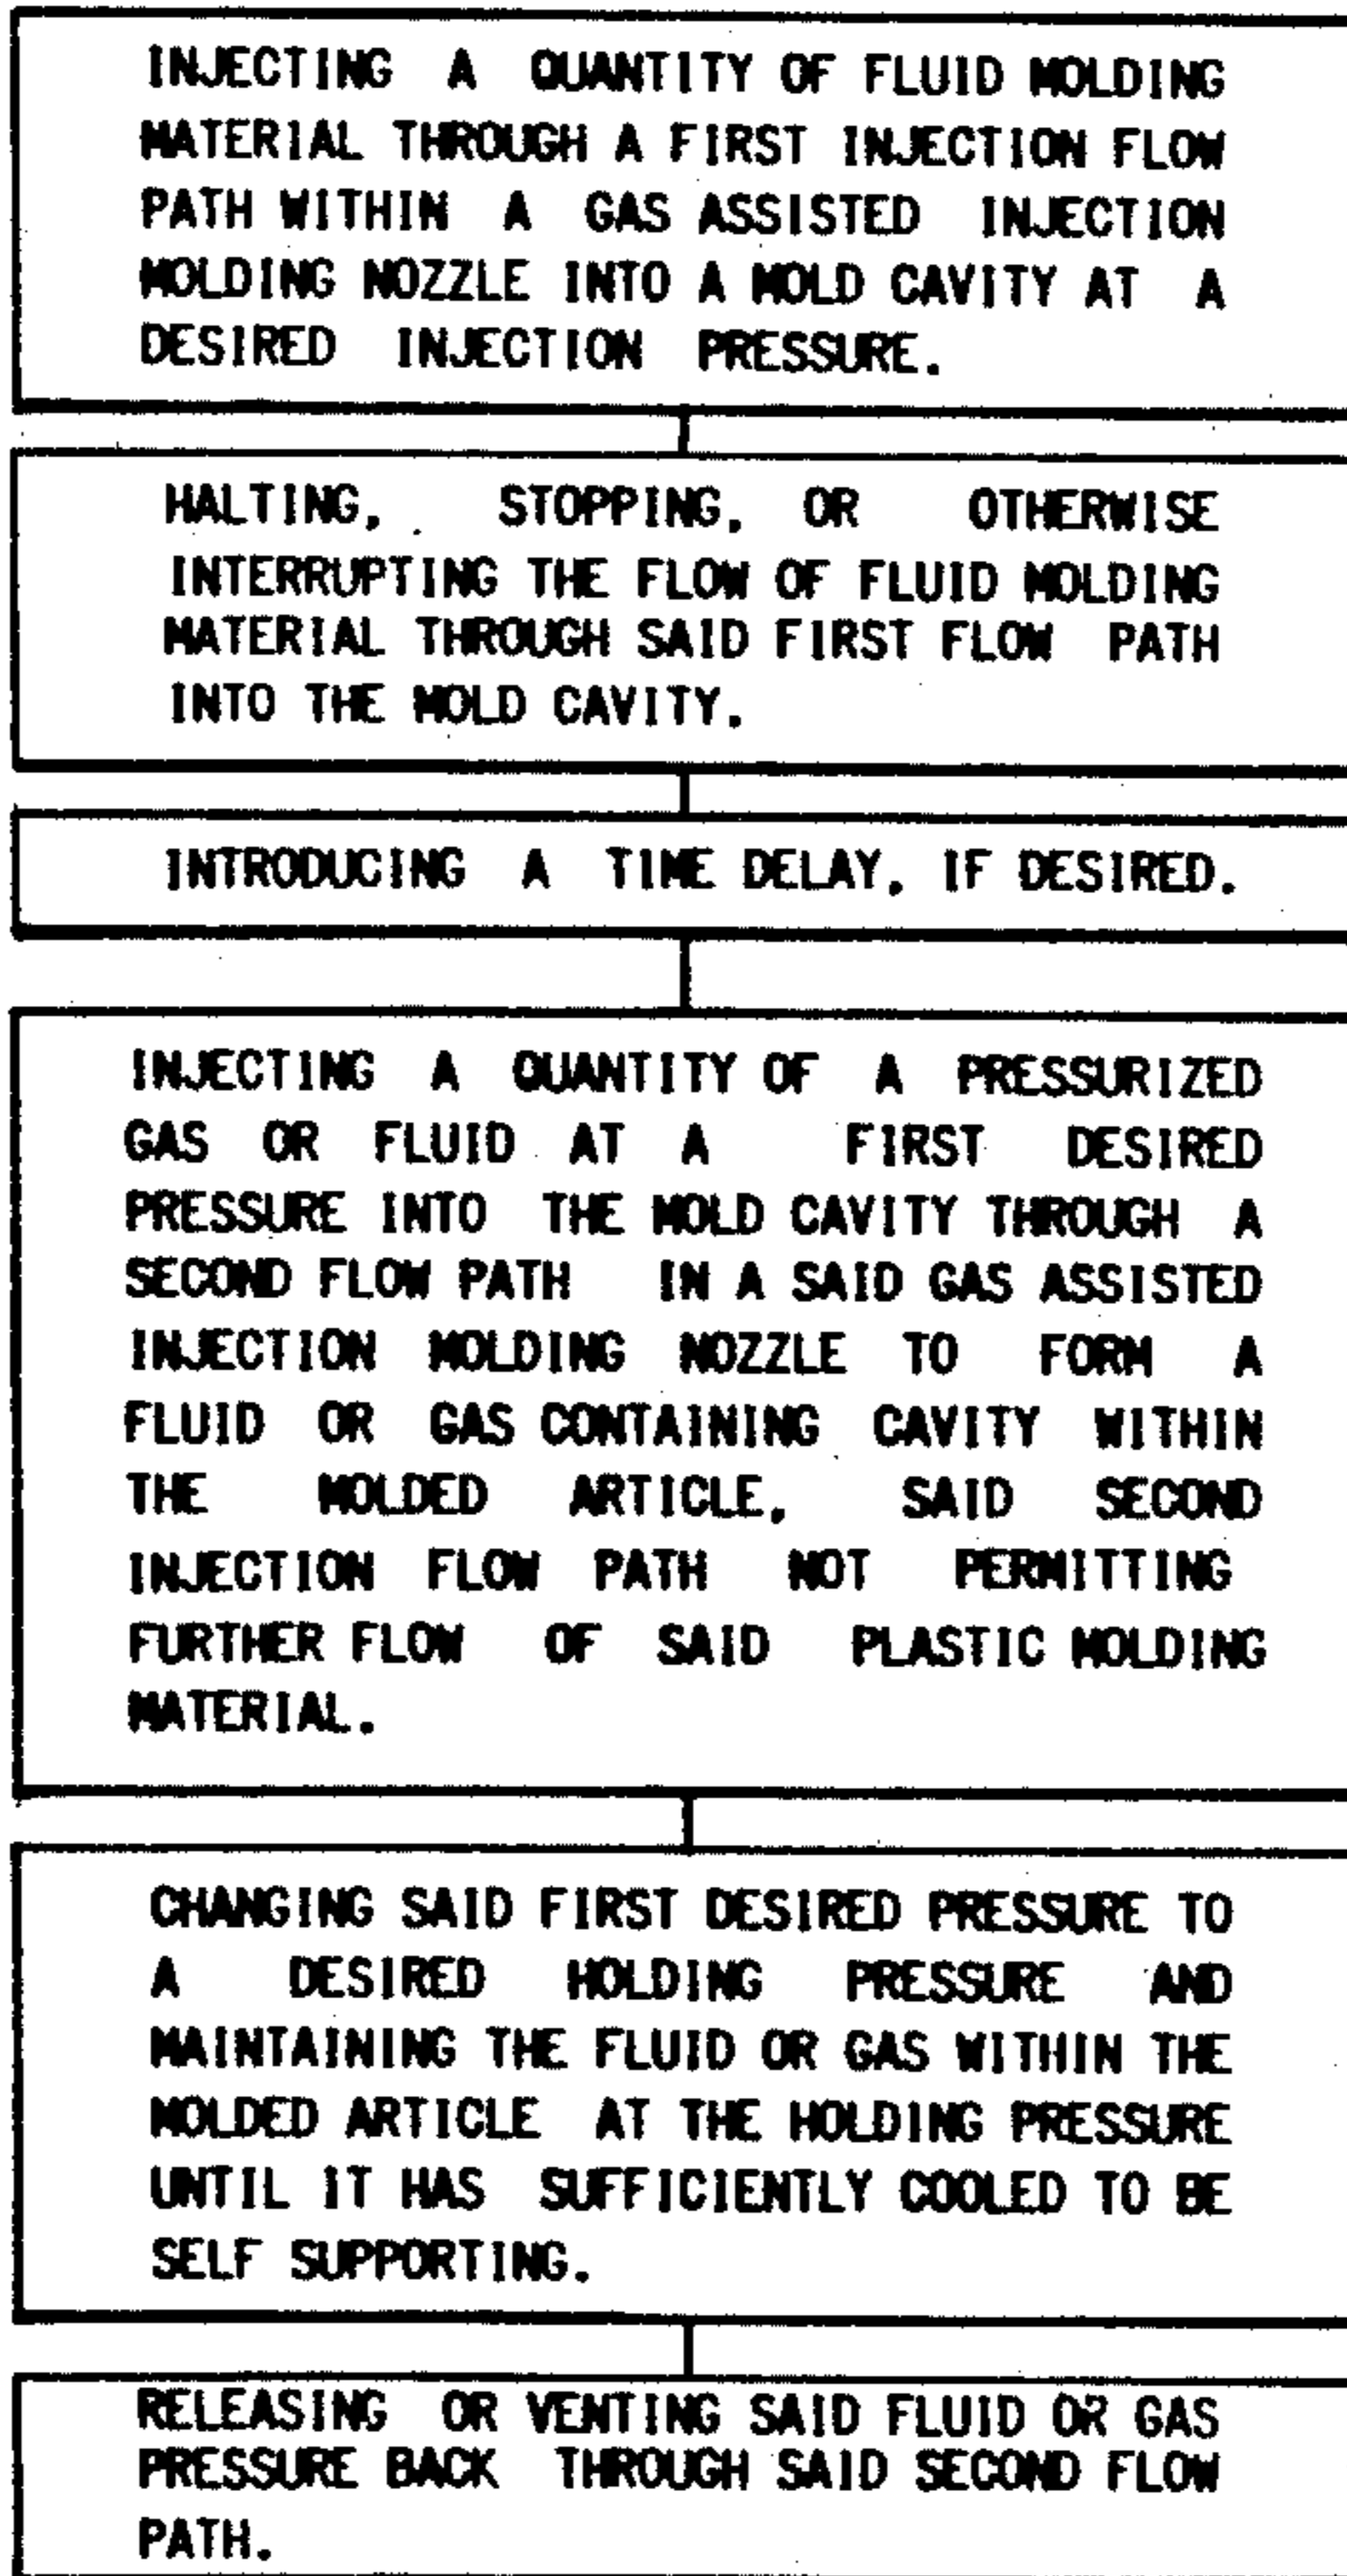 INJECTING A QUANTITY OF FLUID MOLDING
MATERIAL THROUGH A FIRST INJECTION FLOW
PATH WITHIN A GAS ASSISTED INJECTION
MOLDING NOZZLE INTO A MOLD CAVITY AT A
DESIRED INJECTION PRESSURE.
HALTING, STOPPING, OR OTHERWISE
INTERRUPTING THE FLOW OF FLUID MOLDING
MATERIAL THROUGH SAID FIRST FLOW PATH
INTO THE MOLD CAVITY.
INTRODUCING A TIME DELAY, IF DESIRED.
INJECTING A QUANTITY OF A PRESSURIZED
GAS OR FLUID AT A FIRST DESIRED
PRESSURE INTO THE MOLD CAVITY THROUGH A
SECOND FLOW PATH IN A SAID GAS ASSISTED
INJECTION MOLDING NOZZLE TO FORM A
FLUID OR GAS CONTAINING CAVITY WITHIN
THE MOLDED ARTICLE, SAID SECOND
INJECTION FLOW PATH NOT PERMITTING
FURTHER FLOW OF SAID PLASTIC MOLDING
MATERIAL.
CHANGING SAID FIRST DESIRED PRESSURE TO
A DESIRED HOLDING PRESSURE AND
MAINTAINING THE FLUID OR GAS WITHIN THE
MOLDED ARTICLE AT THE HOLDING PRESSURE
UNTIL IT HAS SUFFICIENTLY COOLED TO BE
SELF SUPPORTING.
RELEASING OR VENTING SAID FLUID OR GAS
PRESSURE BACK THROUGH SAID SECOND FLOW
PATH.